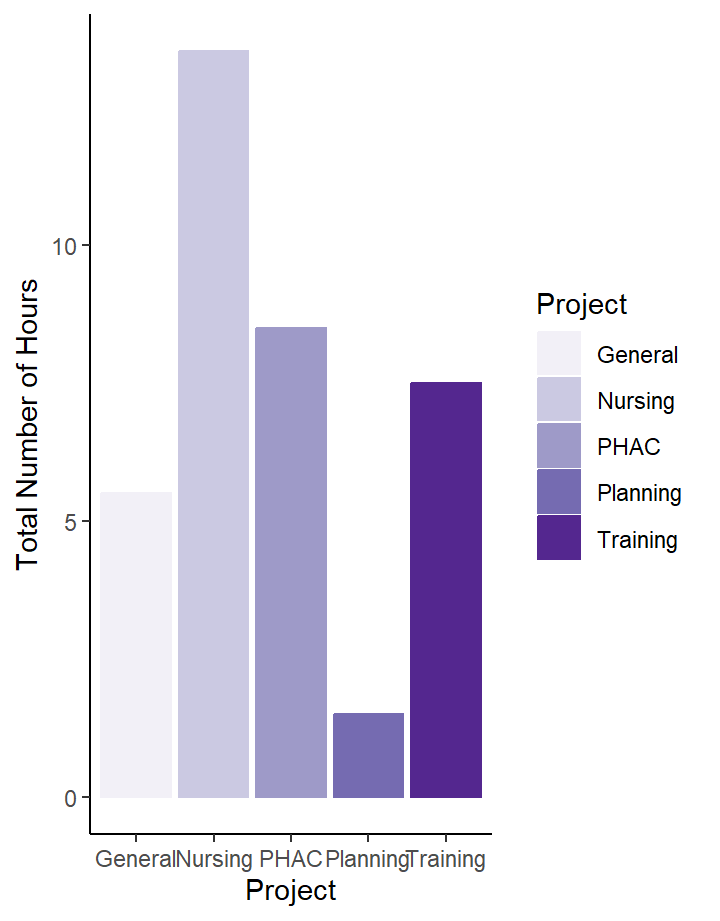 Total Number of Hours
10
5
0
General Nursing PHAC Planning Training
Project
Project
General
Nursing
PHAC
Planning
Training